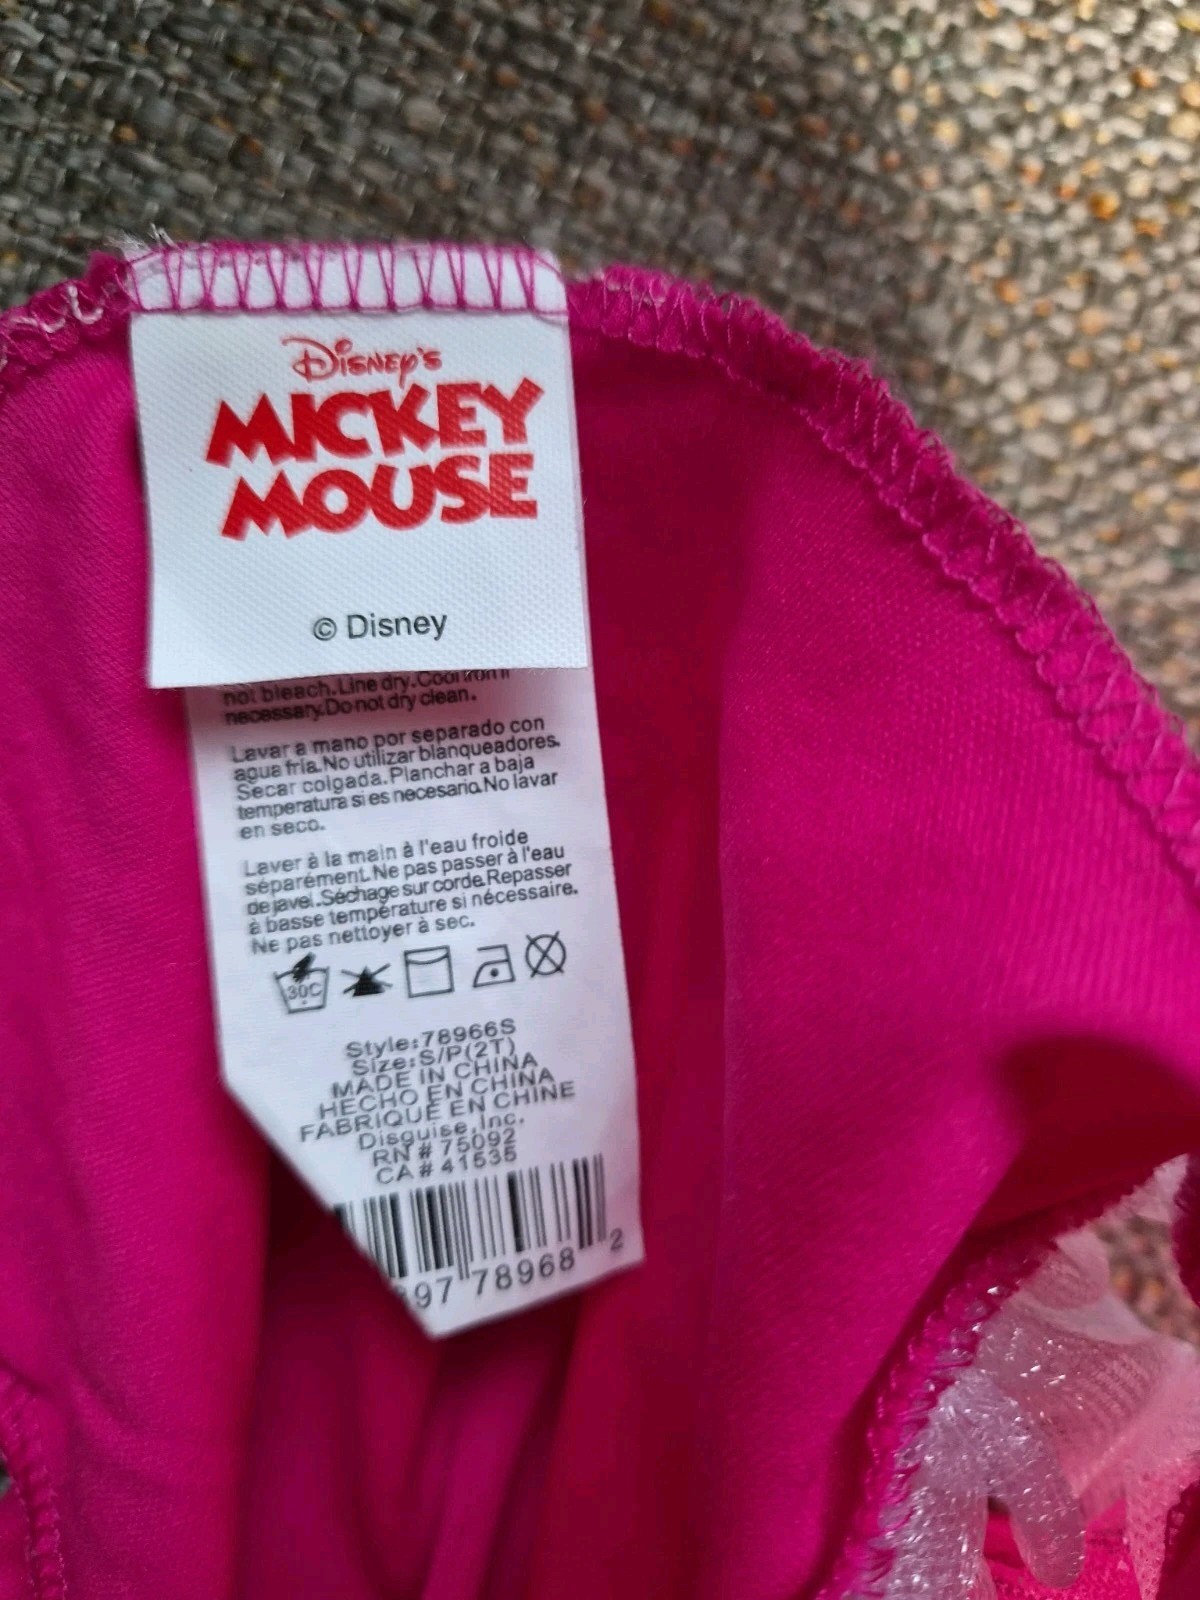 Disney's
MICKEY
MOUSE
© Disney
not bleach.Line dry.Cool iron if
necessary.Do not dry clean.
Lavar a mano por separado con
agua fria.No utilizar blanqueadores.
Secar colgada.Planchar a baja
temperatura si es necesario.No lavar
en seco.
Laver à la main à l'eau froide
séparément.Ne pas passer à l'eau
de javel.Séchage sur corde.Repasser
à basse température si nécessaire.
Ne pas nettoyer à sec.
30C
Style:78966S
Size:S/P(2T)
MADE IN CHINA
HECHO EN CHINA
FABRIQUÉ EN CHINE
Disguise,Inc.
RN # 75092
CA # 41535
97 78968 2